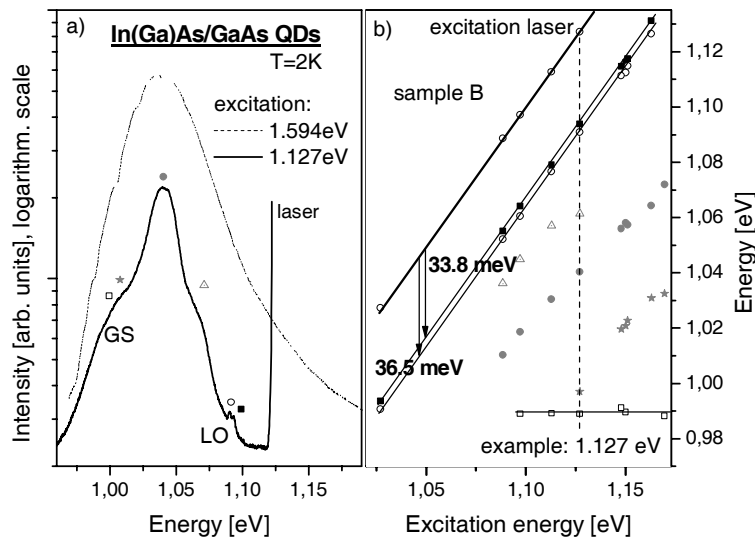 a)
In(Ga)As/GaAs QDs
T=2K
excitation:
1.594eV
1.127eV
laser
GS
LO
Intensity [arb. units], logarithm. scale
1,00 1,05 1,10 1,15
Energy [eV]
b)
excitation laser
sample B
33.8 meV
36.5 meV
example: 1.127 eV
1,05 1,10 1,15
Excitation energy [eV]
1,12
1,10
1,08
1,06
1,04
1,02
1,00
0,98
Energy [eV]